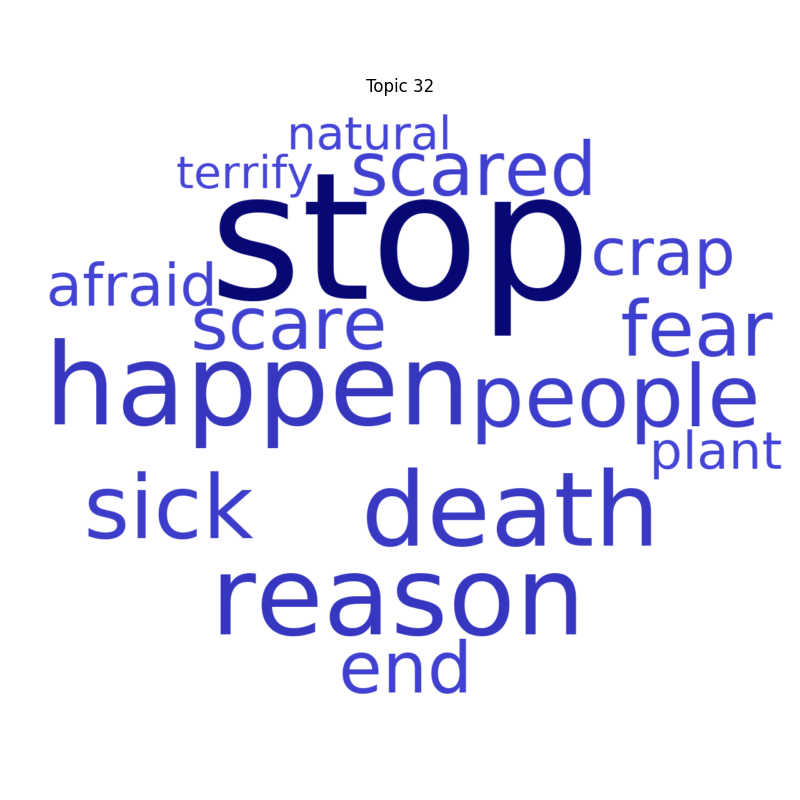 Topic 32
natural
terrify
scared
stop
crap
afraid
scare
fear
happen
people
plant
sick
death
reason
end